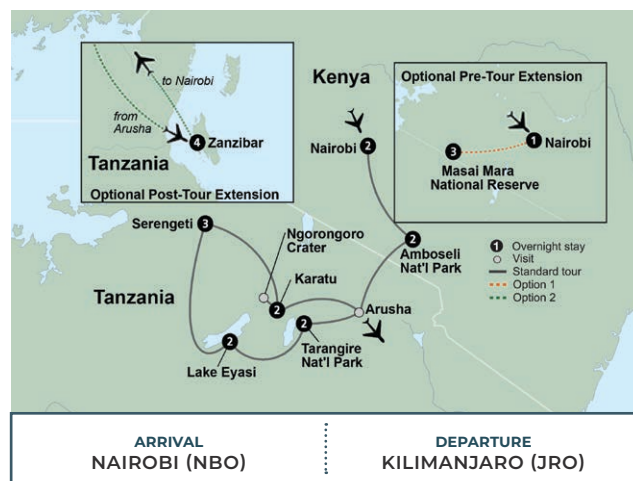 to Nairobi
from
Arusha
4
Zanzibar
Tanzania
Optional Post-Tour Extension
Kenya
Nairobi
2
Optional Pre-Tour Extension
1
Nairobi
3
Masai Mara
National Reserve
Serengeti
3
Ngorongoro
Crater
2
Amboseli
Nat'l Park
1 Overnight stay
Visit
Standard tour
Option 1
Option 2
Tanzania
Karatu
2
Arusha
2
Tarangire
Nat'l Park
2
Lake Eyasi
ARRIVAL
NAIROBI (NBO)
DEPARTURE
KILIMANJARO (JRO)